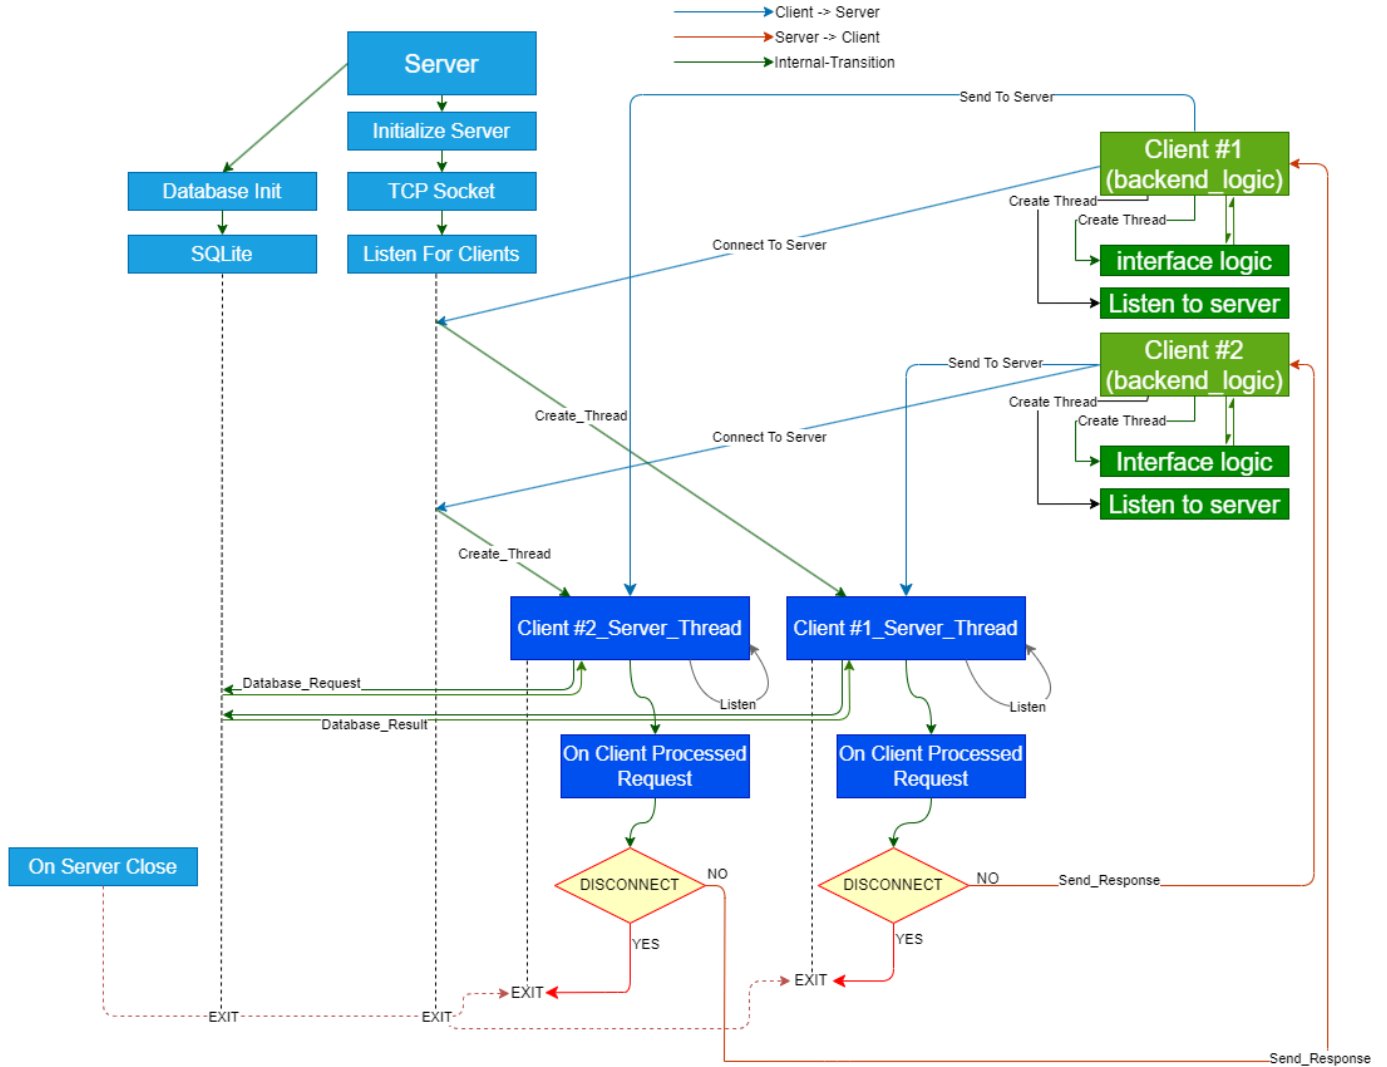 Client -> Server
Server -> Client
Internal-Transition
Server
Initialize Server
Database Init
TCP Socket
SQLite
Listen For Clients
Send To Server
Client #1
(backend_logic)
Create Thread
Create Thread
interface logic
Listen to server
Connect To Server
Client #2
(backend_logic)
Send To Server
Create Thread
Create Thread
Interface logic
Listen to server
Create_Thread
Connect To Server
Create_Thread
Client #2_Server_Thread
Client #1_Server_Thread
Database_Request
Listen
Listen
Database_Result
On Client Processed
Request
On Client Processed
Request
On Server Close
DISCONNECT
NO
DISCONNECT
NO
Send_Response
YES
YES
EXIT
EXIT
EXIT
EXIT
Send_Response